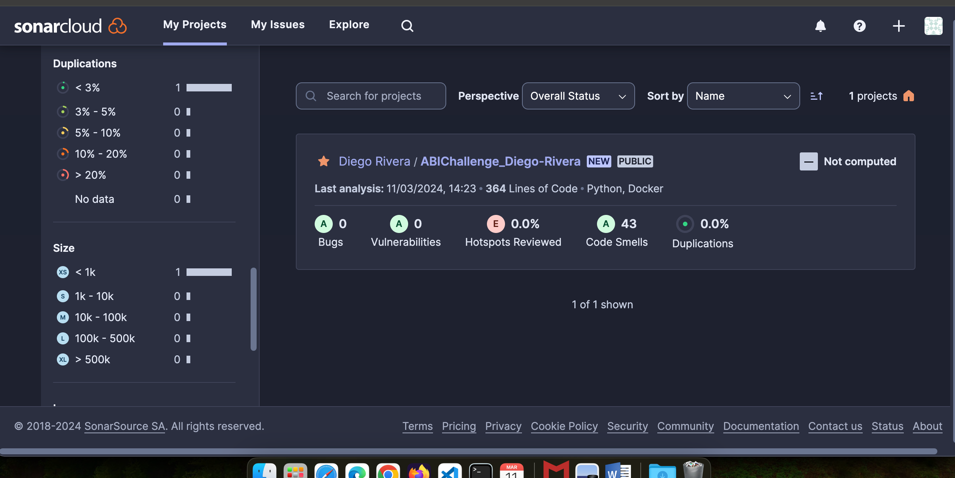 sonarcloud
My Projects My Issues Explore
Duplications
< 3% 1
3% - 5% 0
5% - 10% 0
10% - 20% 0
> 20% 0
No data 0
Size
XS < 1k 1
S 1k - 10k 0
M 10k - 100k 0
L 100k - 500k 0
XL > 500k 0
Search for projects Perspective Overall Status Sort by Name 1 projects
Diego Rivera / ABIChallenge_Diego-Rivera NEW PUBLIC Not computed
Last analysis: 11/03/2024, 14:23 • 364 Lines of Code • Python, Docker
A 0 A 0 E 0.0% A 43 0.0%
Bugs Vulnerabilities Hotspots Reviewed Code Smells Duplications
1 of 1 shown
© 2018-2024 SonarSource SA. All rights reserved. Terms Pricing Privacy Cookie Policy Security Community Documentation Contact us Status About
MAR
11
W